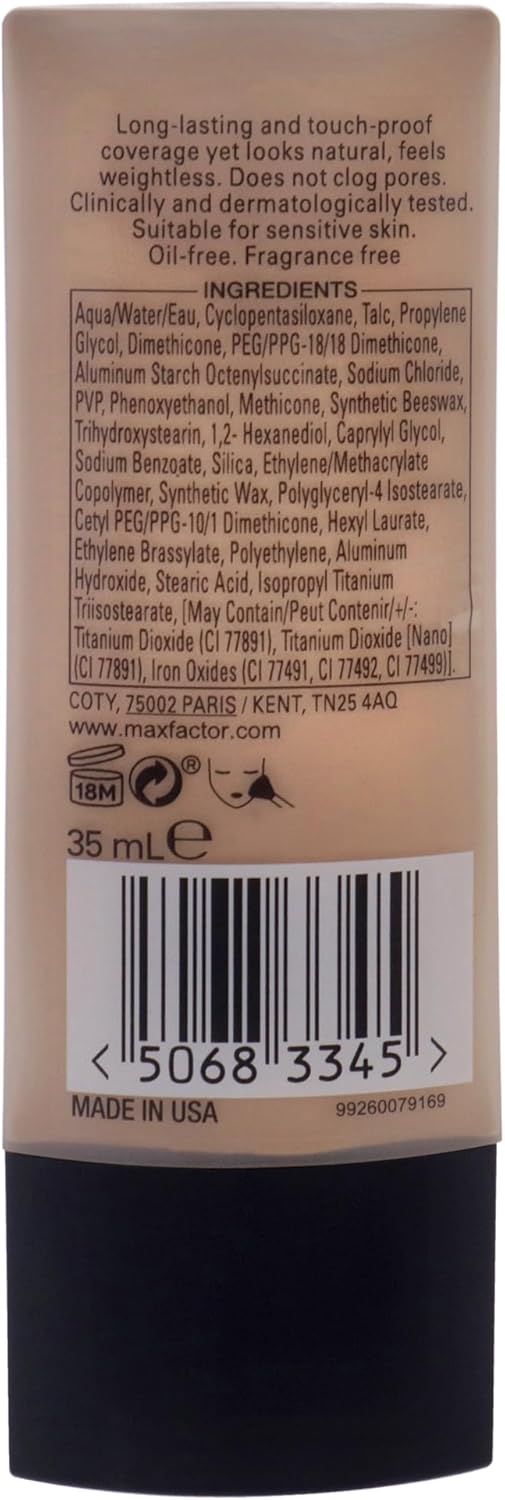 Long-lasting and touch-proof
coverage yet looks natural, feels
weightless. Does not clog pores.
Clinically and dermatologically tested.
Suitable for sensitive skin.
Oil-free. Fragrance free
INGREDIENTS
Aqua/Water/Eau, Cyclopentasiloxane, Talc, Propylene
Glycol, Dimethicone, PEG/PPG-18/18 Dimethicone,
Aluminum Starch Octenylsuccinate, Sodium Chloride,
PVP, Phenoxyethanol, Methicone, Synthetic Beeswax,
Trihydroxystearin, 1,2- Hexanediol, Caprylyl Glycol,
Sodium Benzoate, Silica, Ethylene/Methacrylate
Copolymer, Synthetic Wax, Polyglyceryl-4 Isostearate,
Cetyl PEG/PPG-10/1 Dimethicone, Hexyl Laurate,
Ethylene Brassylate, Polyethylene, Aluminum
Hydroxide, Stearic Acid, Isopropyl Titanium
Triisostearate, [May Contain/Peut Contenir/+/-:
Titanium Dioxide (CI 77891), Titanium Dioxide [Nano]
(CI 77891), Iron Oxides (CI 77491, CI 77492, CI 77499)].
COTY, 75002 PARIS / KENT, TN25 4AQ
www.maxfactor.com
18M ®
35 mL e
< 5068 3345 >
MADE IN USA 99260079169